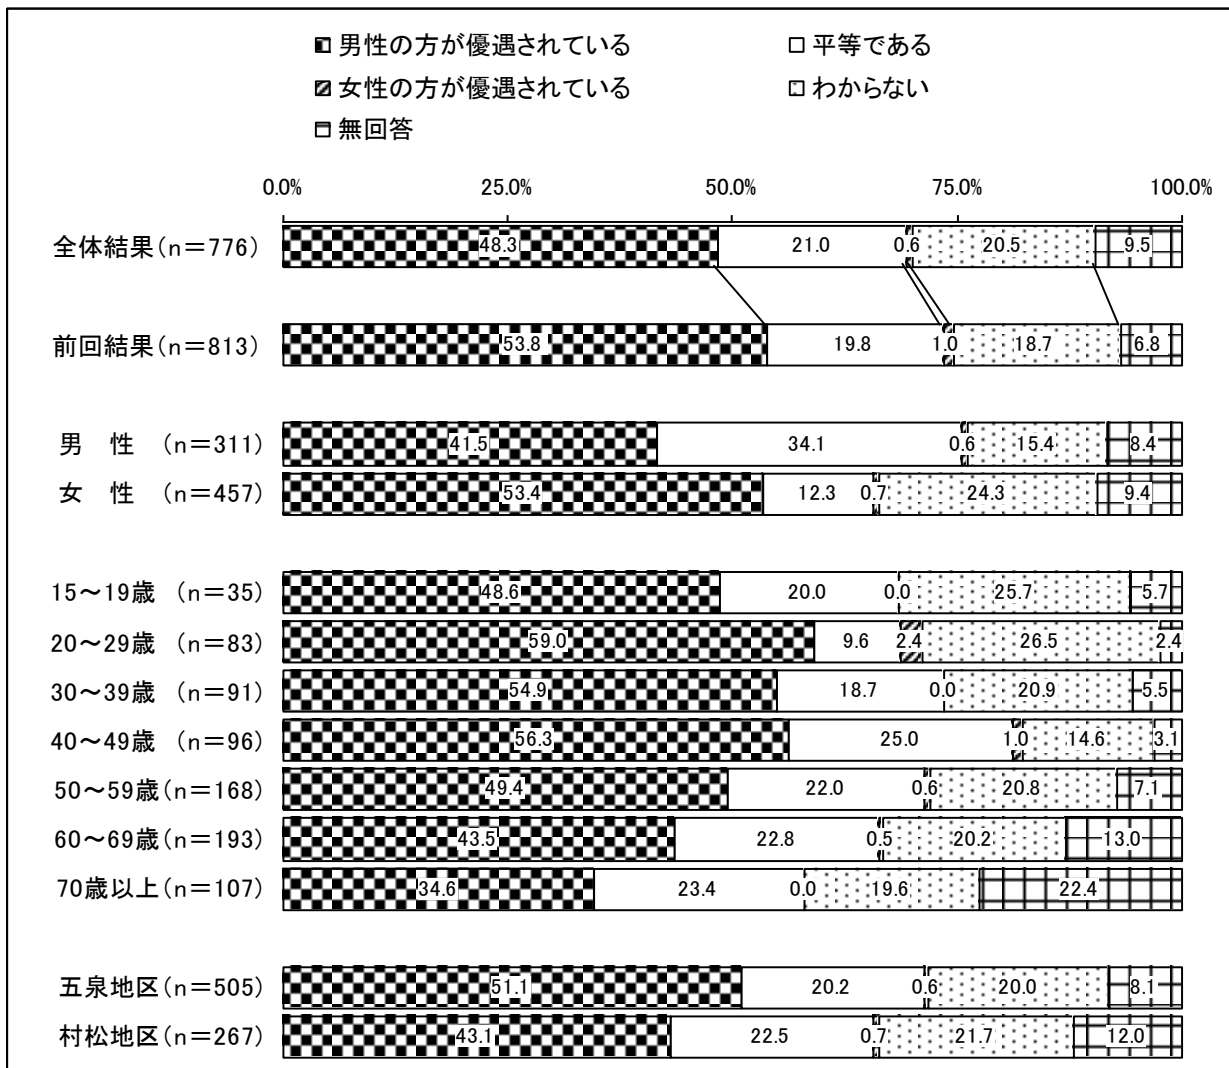 男性の方が優遇されている 平等である
女性の方が優遇されている わからない
無回答
0.0% 25.0% 50.0% 75.0% 100.0%
全体結果(n=776) 48.3 21.0 0.6 20.5 9.5
前回結果(n=813) 53.8 19.8 1.0 18.7 6.8
男 性 (n=311) 41.5 34.1 0.6 15.4 8.4
女 性 (n=457) 53.4 12.3 0.7 24.3 9.4
15～19歳 (n=35) 48.6 20.0 0.0 25.7 5.7
20～29歳 (n=83) 59.0 9.6 2.4 26.5 2.4
30～39歳 (n=91) 54.9 18.7 0.0 20.9 5.5
40～49歳 (n=96) 56.3 25.0 1.0 14.6 3.1
50～59歳(n=168) 49.4 22.0 0.6 20.8 7.1
60～69歳(n=193) 43.5 22.8 0.5 20.2 13.0
70歳以上(n=107) 34.6 23.4 0.0 19.6 22.4
五泉地区(n=505) 51.1 20.2 0.6 20.0 8.1
村松地区(n=267) 43.1 22.5 0.7 21.7 12.0